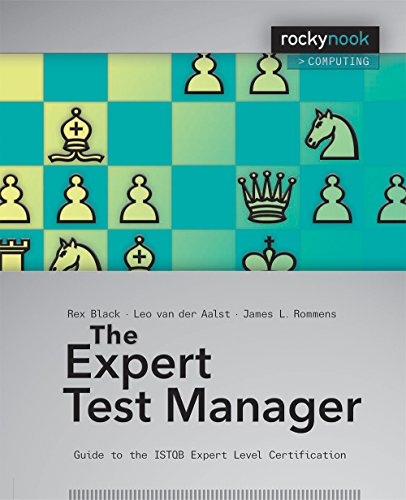 rockynook
> COMPUTING
Rex Black · Leo van der Aalst · James L. Rommens
The
Expert
Test Manager
Guide to the ISTQB Expert Level Certification